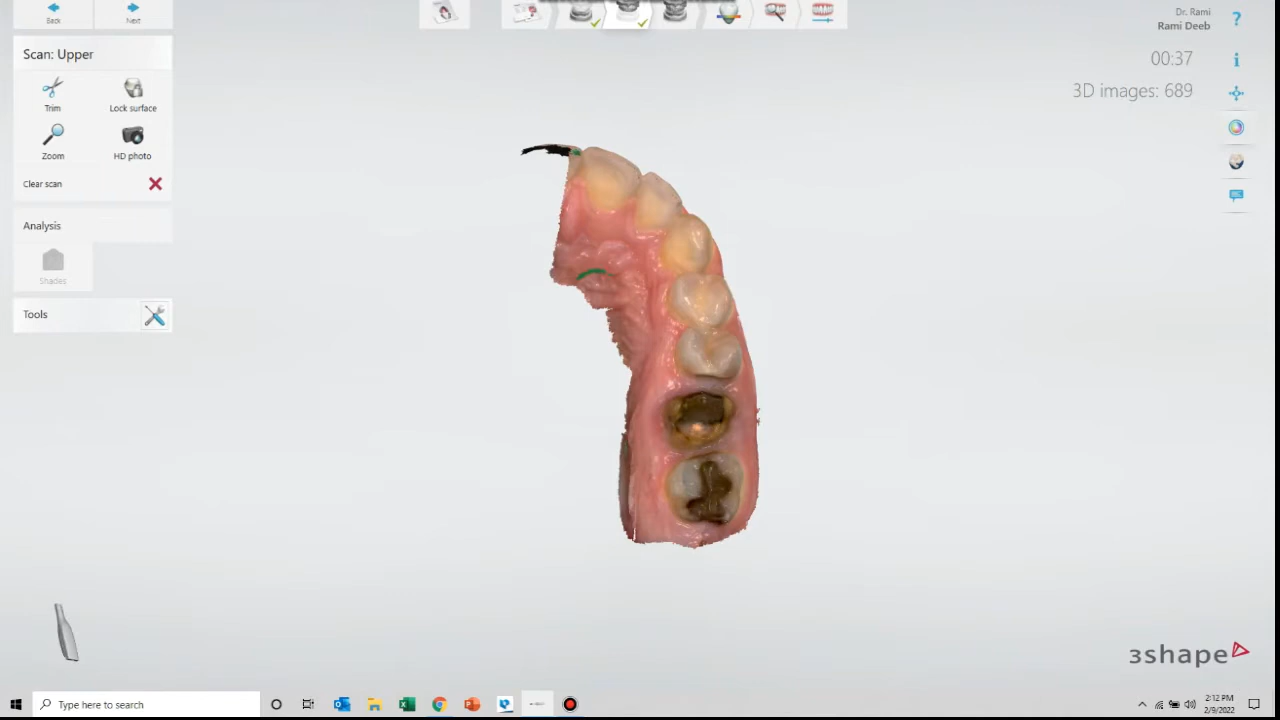 Back
Next
Dr. Rami
Rami Deeb
?
Scan: Upper
00:37
3D images: 689
Trim
Lock surface
Zoom
HD photo
Clear scan
Analysis
Shades
Tools
3shape
Type here to search
2:12 PM
2/9/2022